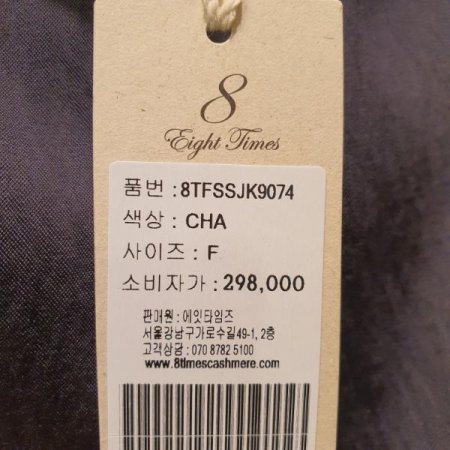 8
Eight Times
품번 : 8TFSSJK9074
색상 : CHA
사이즈 : F
소비자가 : 298,000
판매원 : 에잇타임즈
서울강남구가로수길49-1, 2층
고객상담 : 070 8782 5100
www.8timescashmere.com